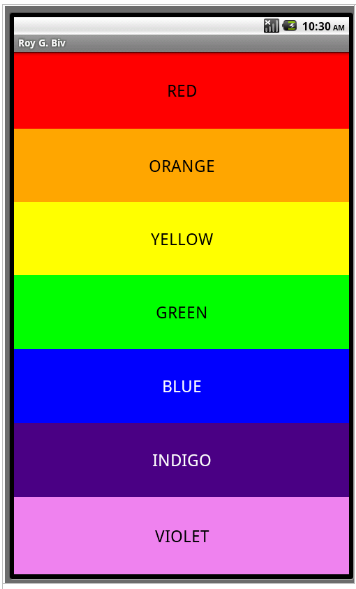 10:30 AM
Roy G. Biv
RED
ORANGE
YELLOW
GREEN
BLUE
INDIGO
VIOLET